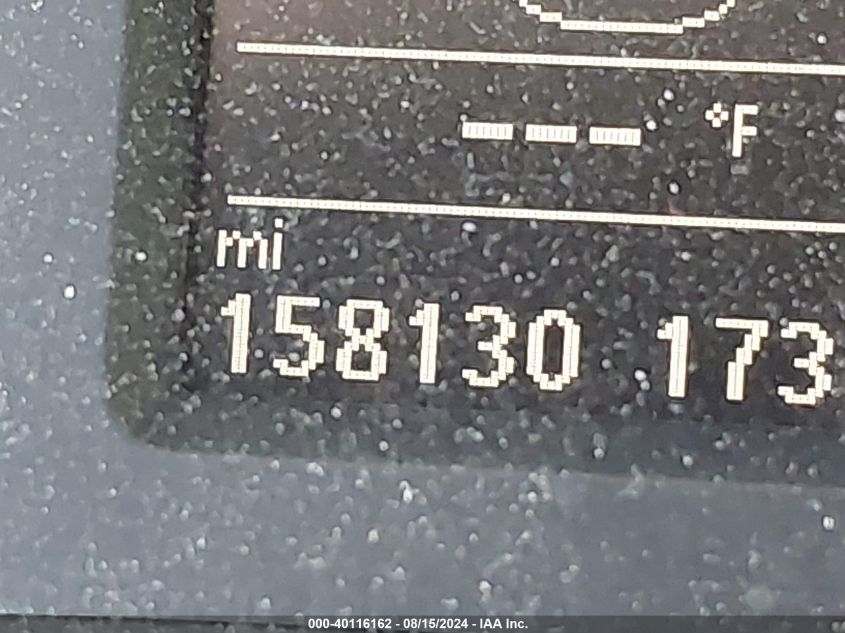 --- °F
mi
158130 173
000-40116162 - 08/15/2024 - IAA Inc.